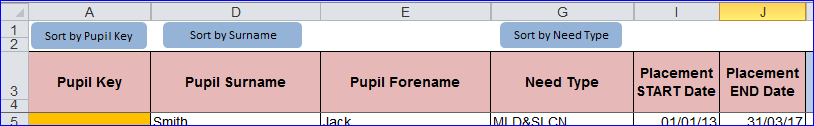 A D E G I J
1 Sort by Pupil Key Sort by Surname Sort by Need Type
2
Pupil Key Pupil Surname Pupil Forename Need Type Placement START Date Placement END Date
3
4
5 Smith Jack MLD&SLCN 01/01/13 31/03/17